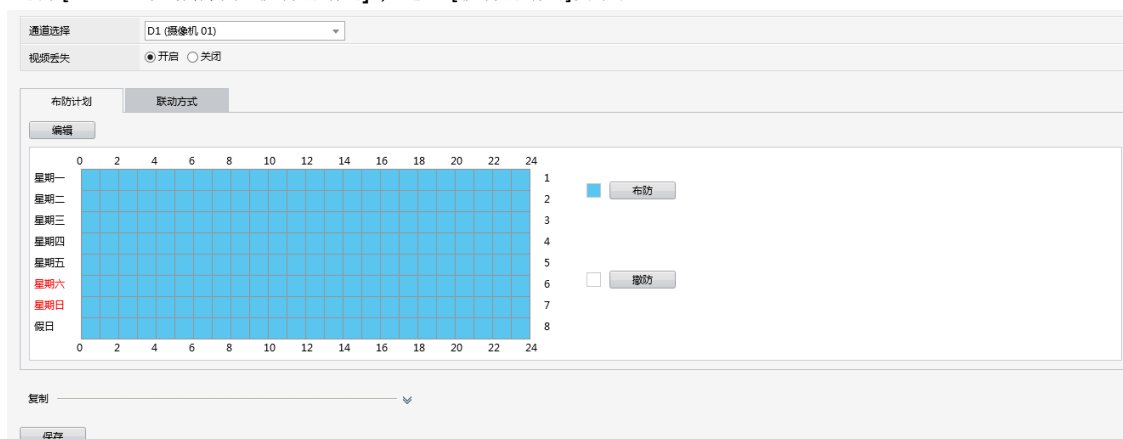 通道选择 D1 (摄像机 01)
视频丢失 开启 关闭
布防计划 联动方式
编辑
0 2 4 6 8 10 12 14 16 18 20 22 24
星期一 1
布防
星期二 2
星期三 3
星期四 4
星期五 5
星期六 6
撤防
星期日 7
假日 8
0 2 4 6 8 10 12 14 16 18 20 22 24
复制
保存